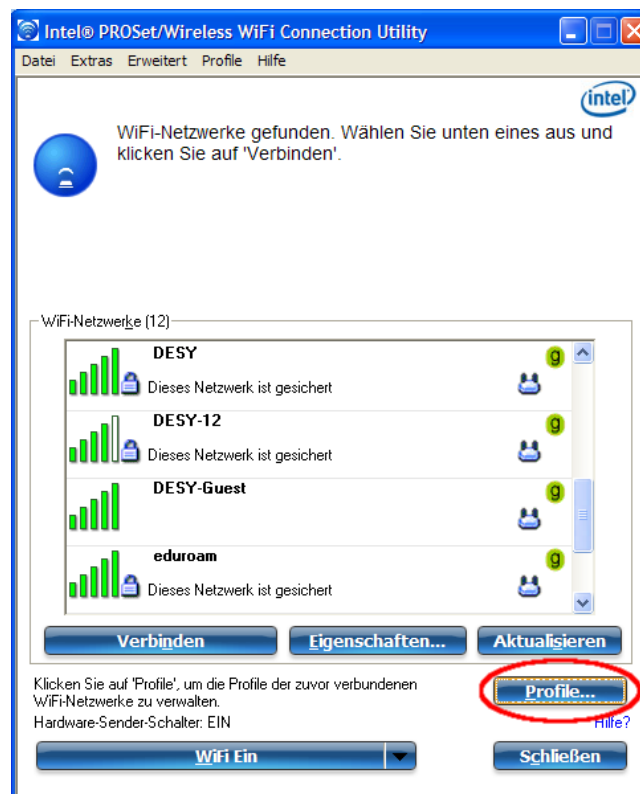 Intel® PROSet/Wireless WiFi Connection Utility
Datei Extras Erweitert Profile Hilfe
intel
WiFi-Netzwerke gefunden. Wählen Sie unten eines aus und
klicken Sie auf 'Verbinden'.
WiFi-Netzwerke (12)
DESY
g
Dieses Netzwerk ist gesichert
DESY-12
g
Dieses Netzwerk ist gesichert
DESY-Guest
g
eduroam
g
Dieses Netzwerk ist gesichert
Verbinden Eigenschaften... Aktualisieren
Klicken Sie auf 'Profile', um die Profile der zuvor verbundenen
WiFi-Netzwerke zu verwalten.
Profile...
Hardware-Sender-Schalter: EIN
Hilfe?
WiFi Ein Schließen